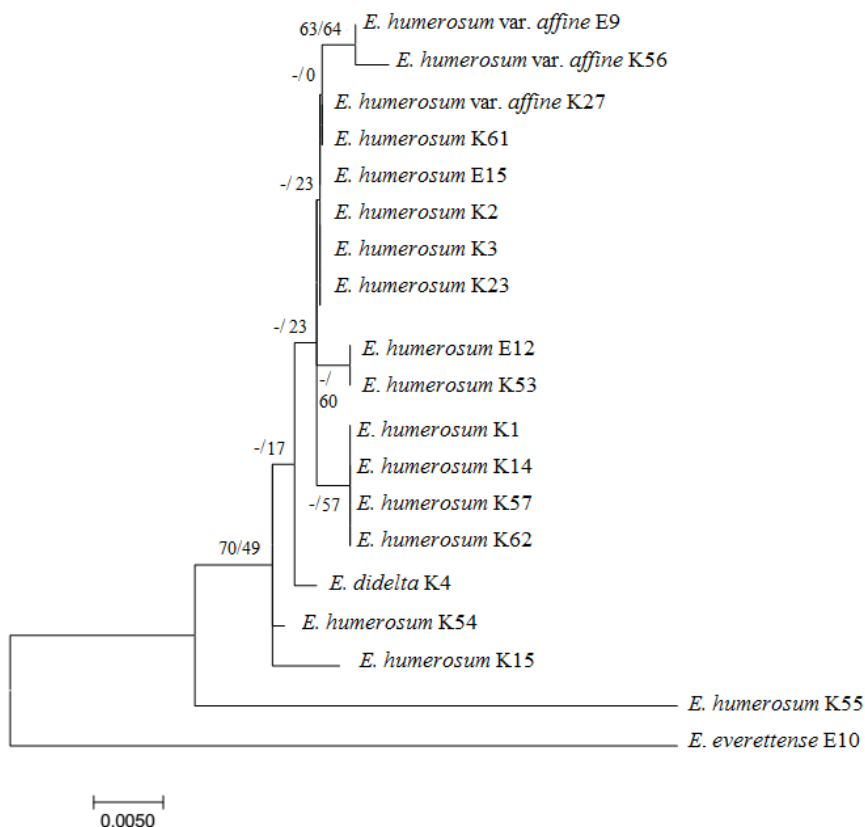 63/64
E. humerosum var. affine E9
E. humerosum var. affine K56
-/0
E. humerosum var. affine K27
E. humerosum K61
-/23
E. humerosum E15
E. humerosum K2
E. humerosum K3
E. humerosum K23
-/23
E. humerosum E12
-/
60
E. humerosum K53
E. humerosum K1
-/17
E. humerosum K14
-/57
E. humerosum K57
E. humerosum K62
70/49
E. didelta K4
E. humerosum K54
E. humerosum K15
E. humerosum K55
E. everettense E10
0.0050